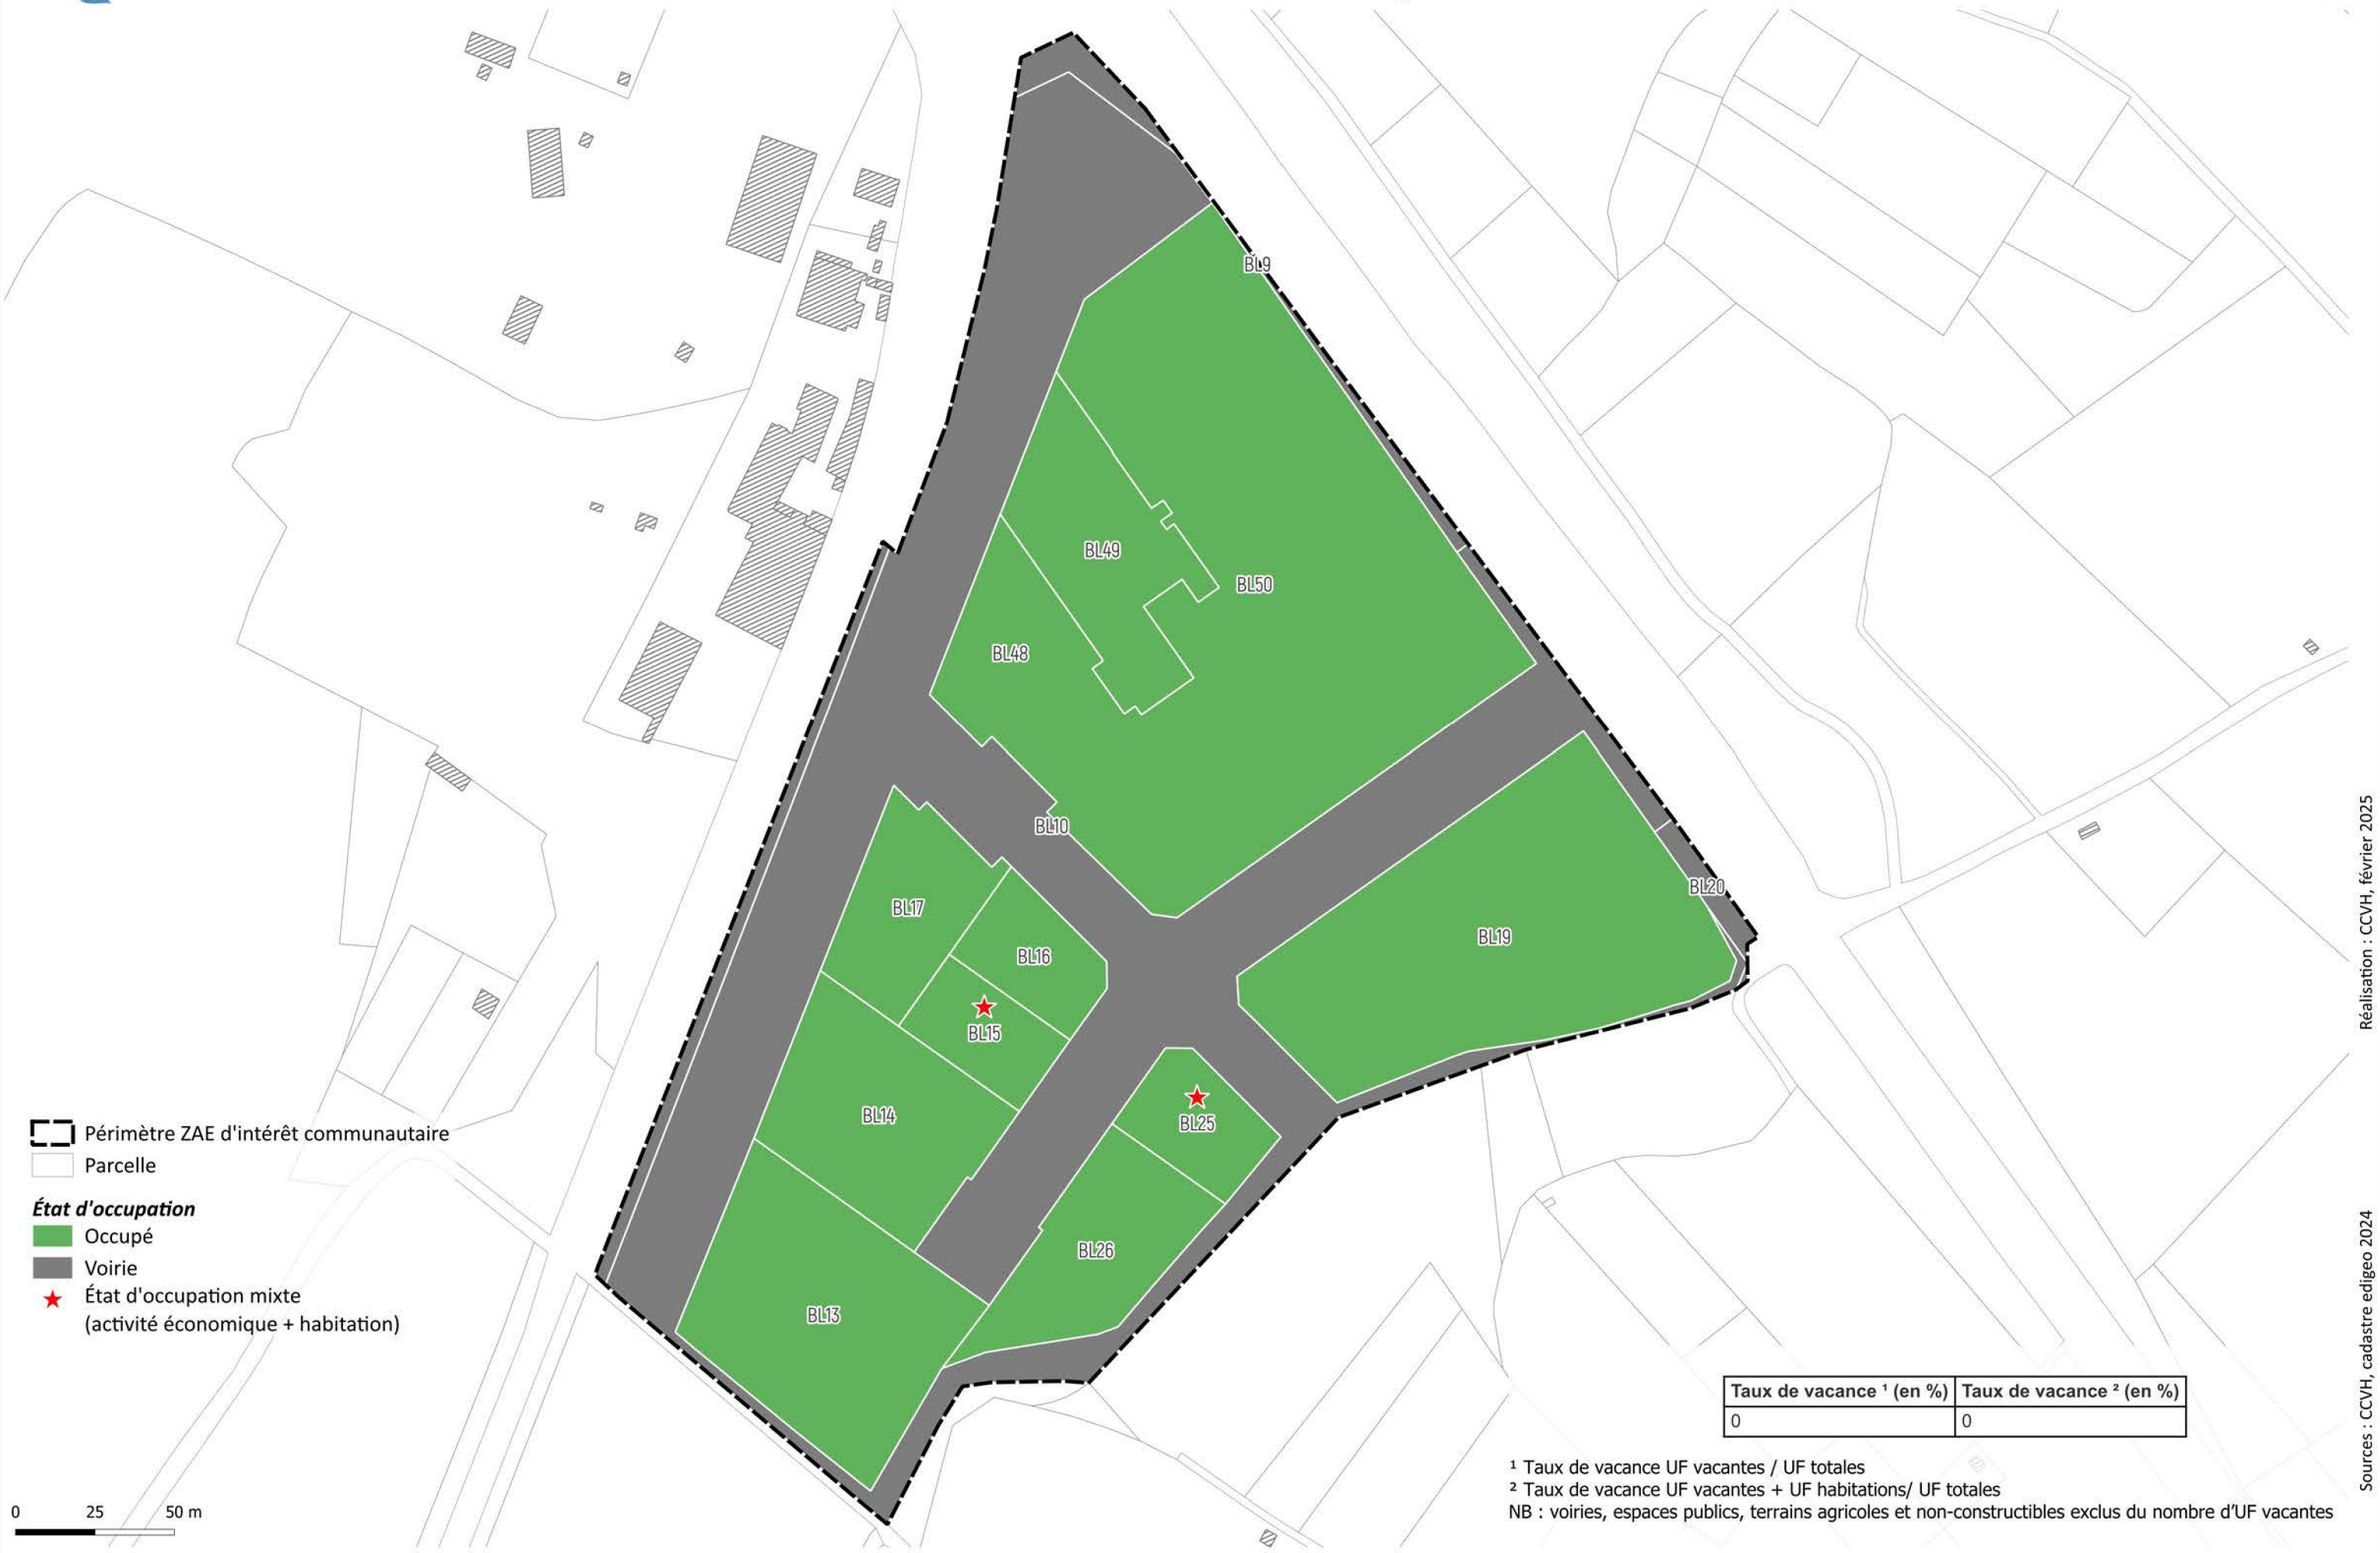 BL9
BL49
BL50
BL48
BL10
BL20
BL17
BL19
BL16
BL15
BL14
BL25
BL26
BL13
Périmètre ZAE d'intérêt communautaire
Parcelle
État d'occupation
Occupé
Voirie
État d'occupation mixte
(activité économique + habitation)
0 25 50 m
Taux de vacance ¹ (en %) Taux de vacance ² (en %)
0 0
¹ Taux de vacance UF vacantes / UF totales
² Taux de vacance UF vacantes + UF habitations/ UF totales
NB : voiries, espaces publics, terrains agricoles et non-constructibles exclus du nombre d'UF vacantes
Réalisation : CCVH, février 2025
Sources : CCVH, cadastre edigeo 2024